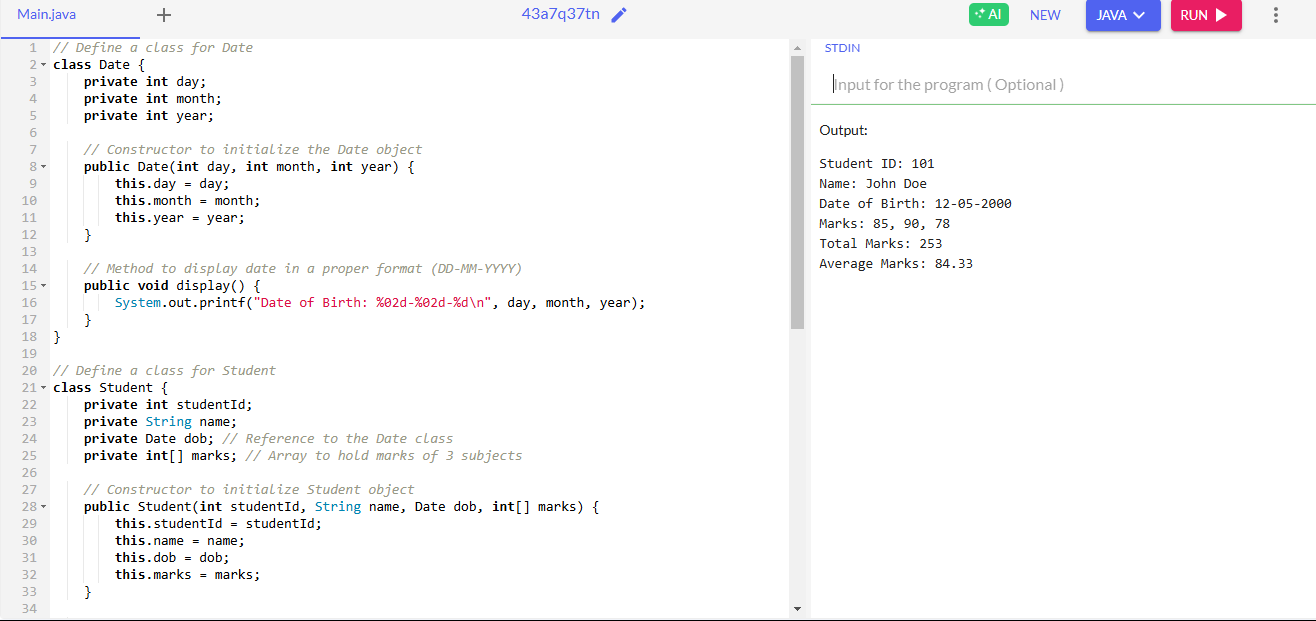 Main.java
43a7q37tn
AI
NEW
JAVA
RUN
1 // Define a class for Date
2 class Date {
3     private int day;
4     private int month;
5     private int year;
6
7     // Constructor to initialize the Date object
8     public Date(int day, int month, int year) {
9         this.day = day;
10         this.month = month;
11         this.year = year;
12     }
13
14     // Method to display date in a proper format (DD-MM-YYYY)
15     public void display() {
16         System.out.printf("Date of Birth: %02d-%02d-%d\n", day, month, year);
17     }
18 }
19
20 // Define a class for Student
21 class Student {
22     private int studentId;
23     private String name;
24     private Date dob; // Reference to the Date class
25     private int[] marks; // Array to hold marks of 3 subjects
26
27     // Constructor to initialize Student object
28     public Student(int studentId, String name, Date dob, int[] marks) {
29         this.studentId = studentId;
30         this.name = name;
31         this.dob = dob;
32         this.marks = marks;
33     }
34
STDIN
Input for the program ( Optional )
Output:
Student ID: 101
Name: John Doe
Date of Birth: 12-05-2000
Marks: 85, 90, 78
Total Marks: 253
Average Marks: 84.33